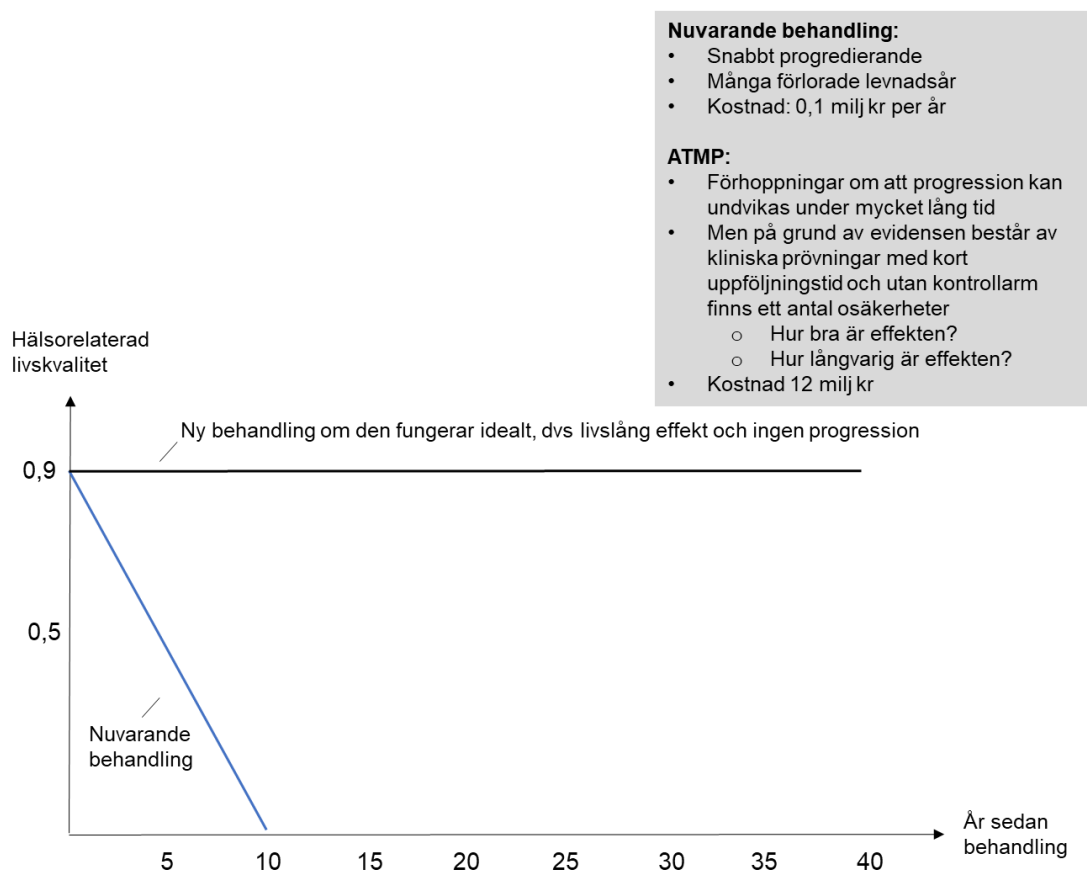 Nuvarande behandling:
• Snabbt progredierande
• Många förlorade levnadsår
• Kostnad: 0,1 milj kr per år
ATMP:
• Förhoppningar om att progression kan
undvikas under mycket lång tid
• Men på grund av evidensen består av
kliniska prövningar med kort
uppföljningstid och utan kontrollarm
finns ett antal osäkerheter
o Hur bra är effekten?
o Hur långvarig är effekten?
• Kostnad 12 milj kr
Hälsorelaterad
livskvalitet
Ny behandling om den fungerar idealt, dvs livslång effekt och ingen progression
0,9
0,5
Nuvarande
behandling
5 10 15 20 25 30 35 40
År sedan
behandling